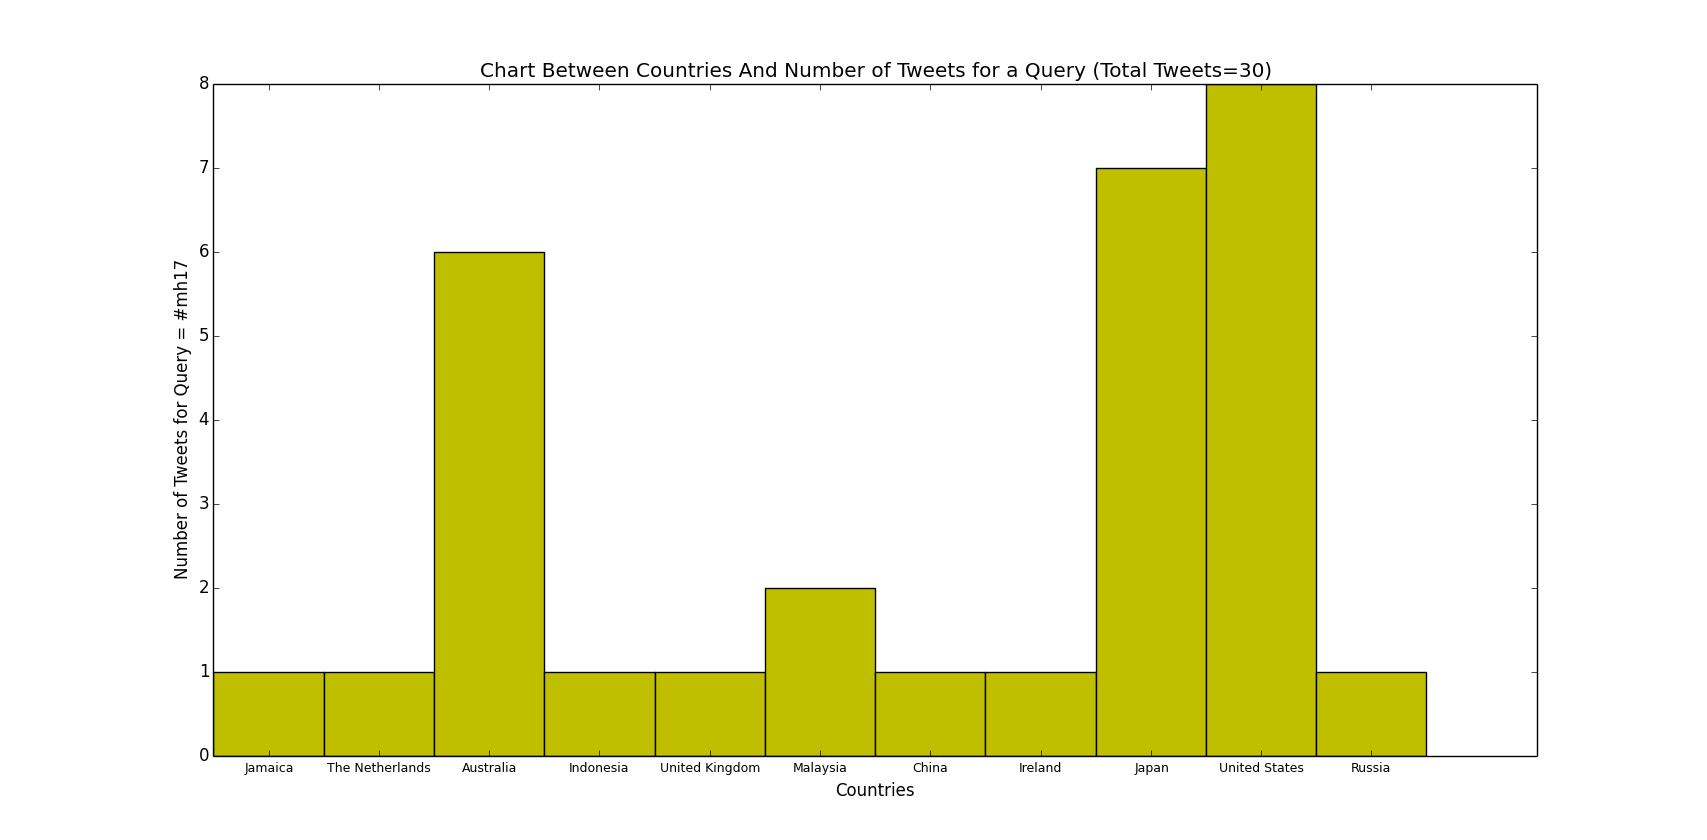 Chart Between Countries And Number of Tweets for a Query (Total Tweets=30)
8
7
6
5
4
3
2
1
0
Number of Tweets for Query = #mh17
Jamaica The Netherlands Australia Indonesia United Kingdom Malaysia China Ireland Japan United States Russia
Countries